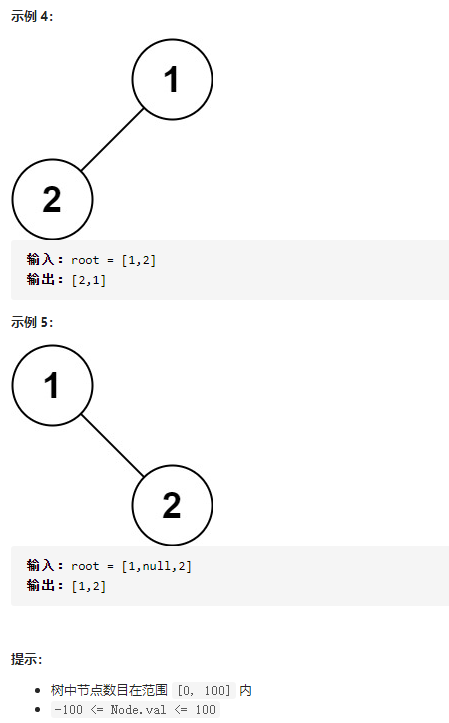 示例 4：
1
2
输入：root = [1,2]
输出：[2,1]
示例 5：
1
2
输入：root = [1,null,2]
输出：[1,2]
提示：
树中节点数目在范围 [0, 100] 内
-100 <= Node.val <= 100